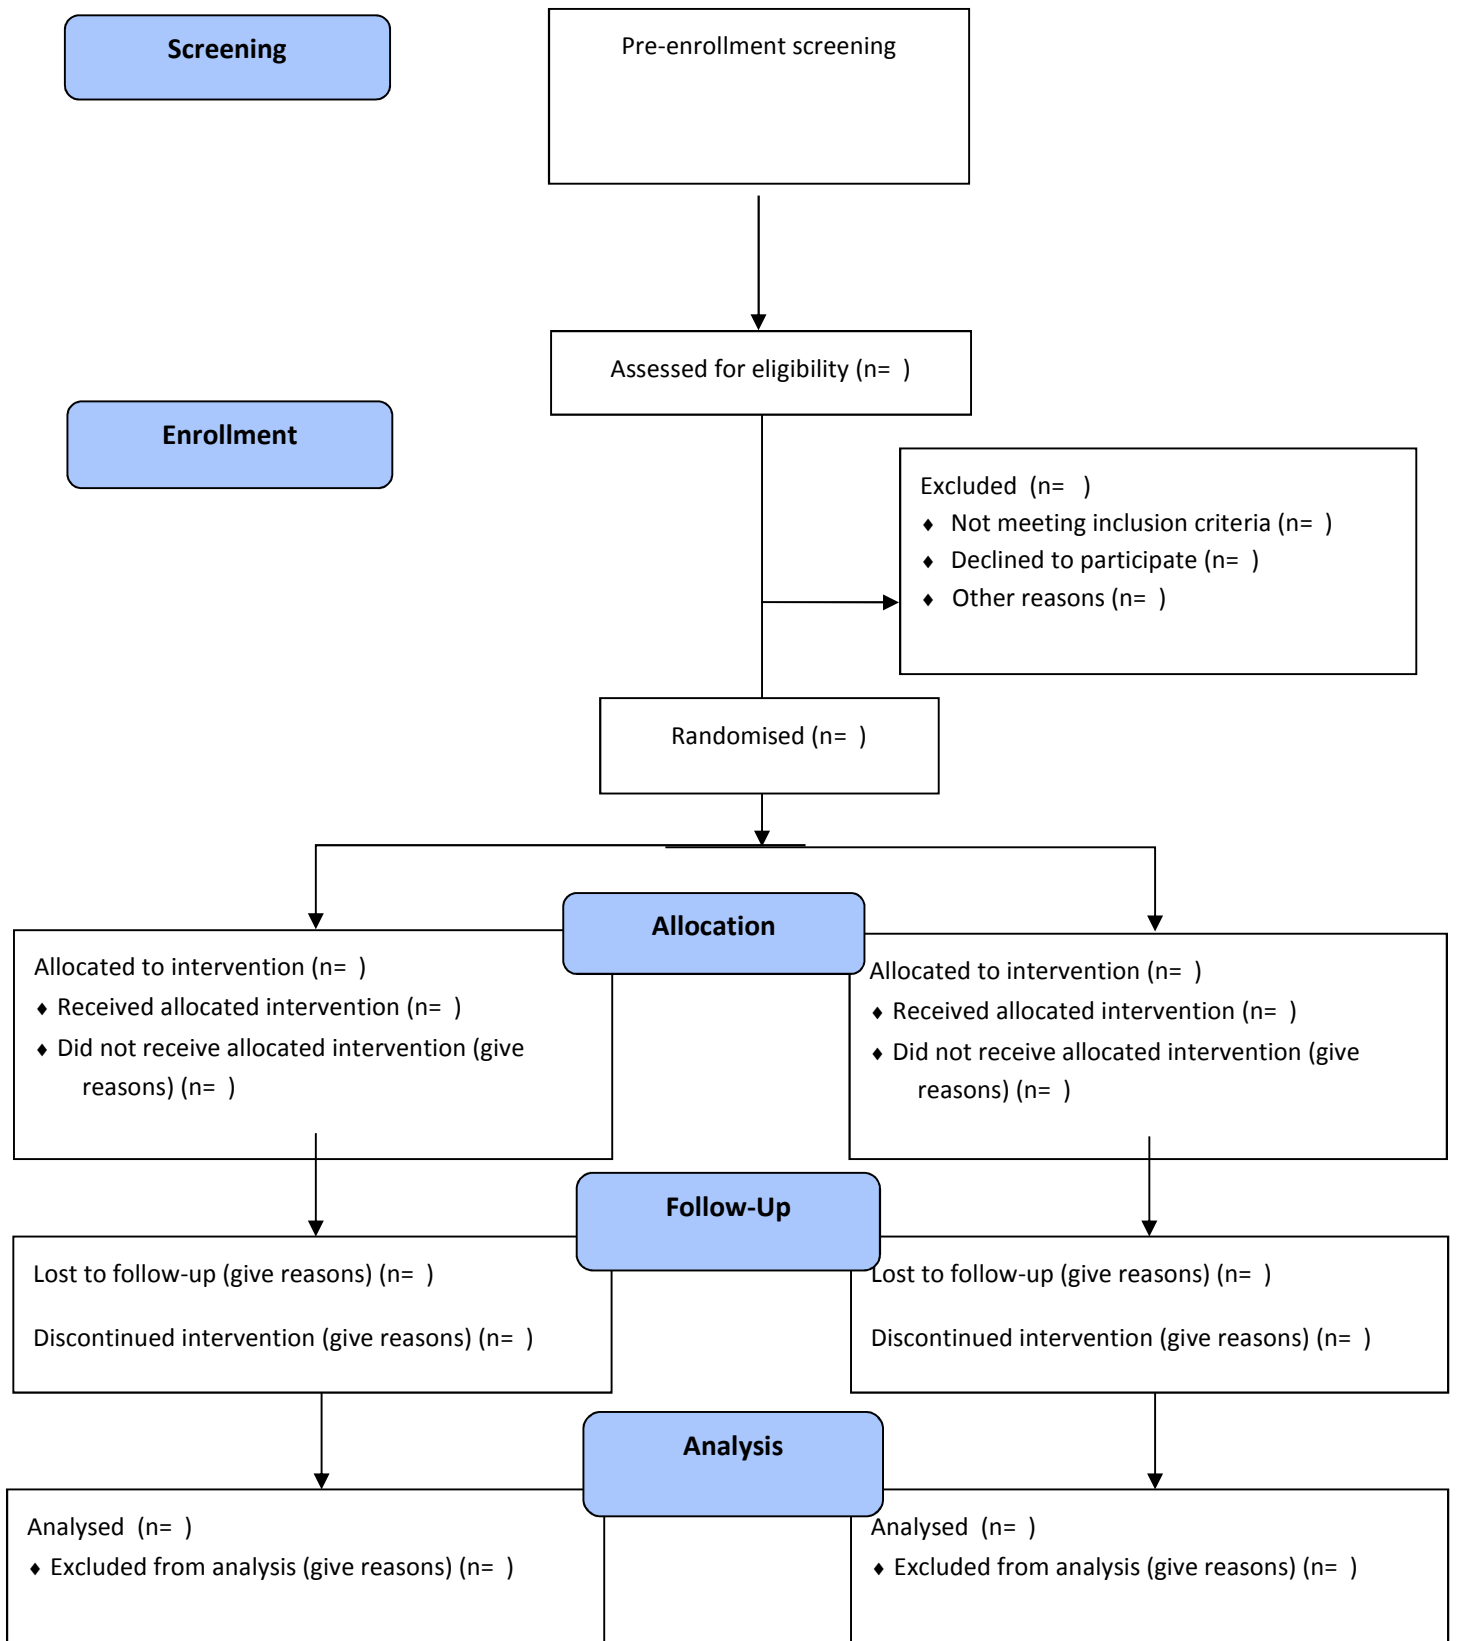 Screening
Pre-enrollment screening
Assessed for eligibility (n=  )
Enrollment
Excluded  (n=   )
♦ Not meeting inclusion criteria (n=  )
♦ Declined to participate (n=  )
♦ Other reasons (n=  )
Randomised (n=  )
Allocation
Allocated to intervention (n=  )
♦ Received allocated intervention (n=  )
♦ Did not receive allocated intervention (give
reasons) (n=  )
Allocated to intervention (n=  )
♦ Received allocated intervention (n=  )
♦ Did not receive allocated intervention (give
reasons) (n=  )
Follow-Up
Lost to follow-up (give reasons) (n=  )
Discontinued intervention (give reasons) (n=  )
Lost to follow-up (give reasons) (n=  )
Discontinued intervention (give reasons) (n=  )
Analysis
Analysed  (n=  )
♦ Excluded from analysis (give reasons) (n=  )
Analysed  (n=  )
♦ Excluded from analysis (give reasons) (n=  )